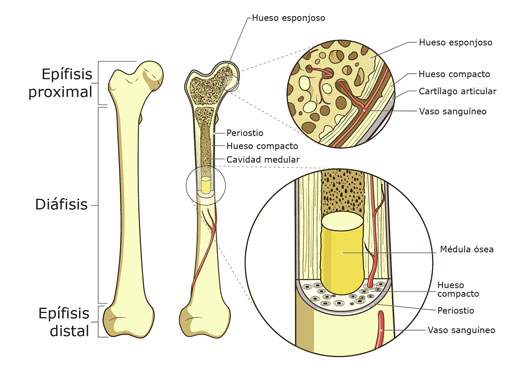 Hueso esponjoso
Epífisis
proximal
Diáfisis
Epífisis
distal
Periostio
Hueso compacto
Cavidad medular
Hueso esponjoso
Hueso compacto
Cartílago articular
Vaso sanguíneo
Médula ósea
Hueso
compacto
Periostio
Vaso sanguíneo